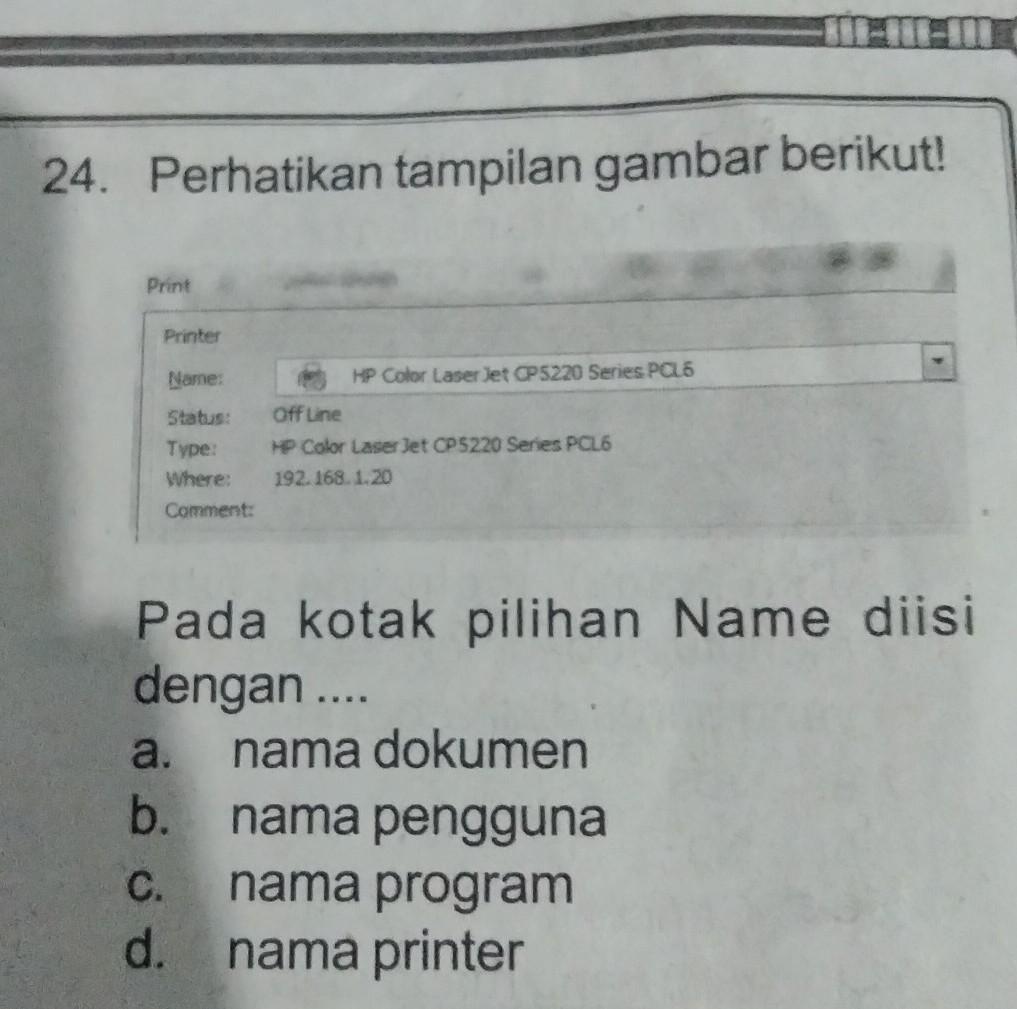 24. Perhatikan tampilan gambar berikut!
Print
Printer
Name: HP Color LaserJet CP5220 Series PCL6
Status: Off Line
Type: HP Color LaserJet CP5220 Series PCL6
Where: 192.168.1.20
Comment:
Pada kotak pilihan Name diisi
dengan ....
a. nama dokumen
b. nama pengguna
c. nama program
d. nama printer